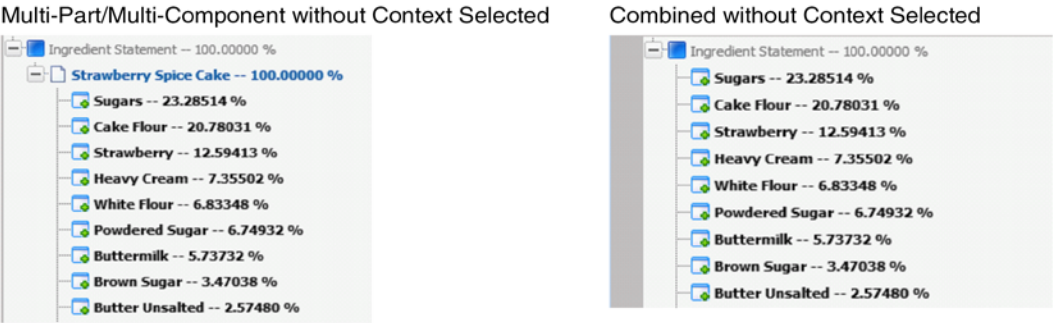 Multi-Part/Multi-Component without Context Selected
Ingredient Statement -- 100.00000 %
Strawberry Spice Cake -- 100.00000 %
Sugars -- 23.28514 %
Cake Flour -- 20.78031 %
Strawberry -- 12.59413 %
Heavy Cream -- 7.35502 %
White Flour -- 6.83348 %
Powdered Sugar -- 6.74932 %
Buttermilk -- 5.73732 %
Brown Sugar -- 3.47038 %
Butter Unsalted -- 2.57480 %
Combined without Context Selected
Ingredient Statement -- 100.00000 %
Sugars -- 23.28514 %
Cake Flour -- 20.78031 %
Strawberry -- 12.59413 %
Heavy Cream -- 7.35502 %
White Flour -- 6.83348 %
Powdered Sugar -- 6.74932 %
Buttermilk -- 5.73732 %
Brown Sugar -- 3.47038 %
Butter Unsalted -- 2.57480 %